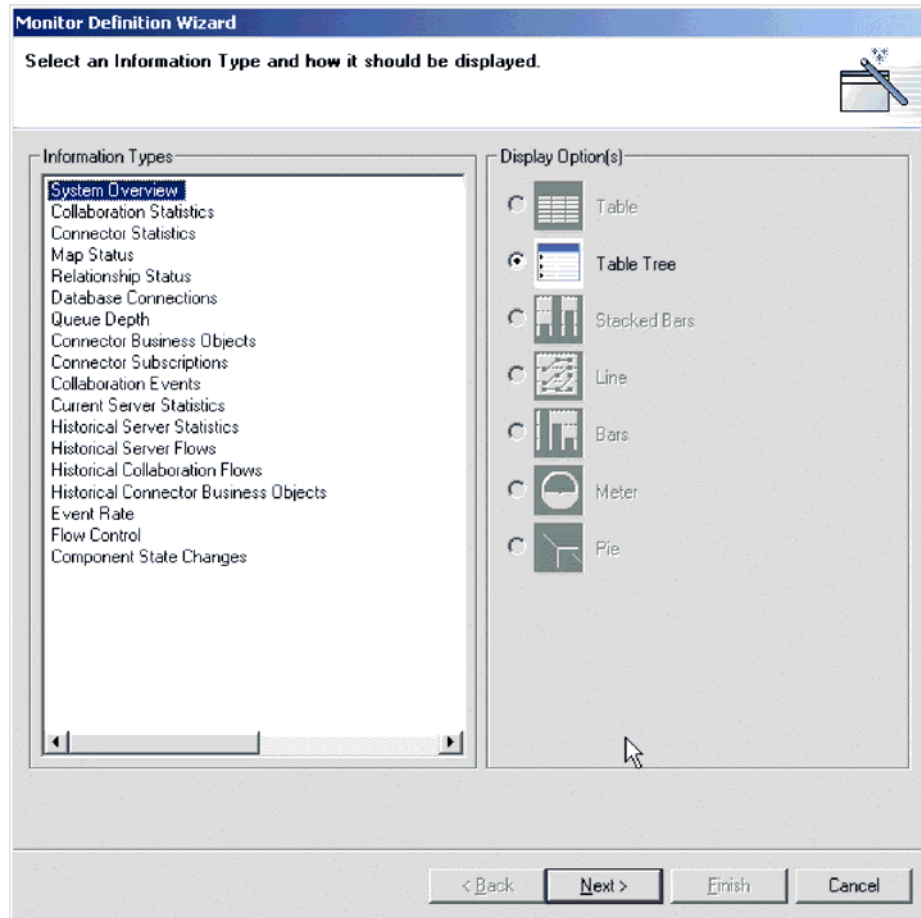 Monitor Definition Wizard
Select an Information Type and how it should be displayed.
Information Types
System Overview
Collaboration Statistics
Connector Statistics
Map Status
Relationship Status
Database Connections
Queue Depth
Connector Business Objects
Connector Subscriptions
Collaboration Events
Current Server Statistics
Historical Server Statistics
Historical Server Flows
Historical Collaboration Flows
Historical Connector Business Objects
Event Rate
Flow Control
Component State Changes
Display Option(s)
Table
Table Tree
Stacked Bars
Line
Bars
Meter
Pie
< Back
Next >
Finish
Cancel